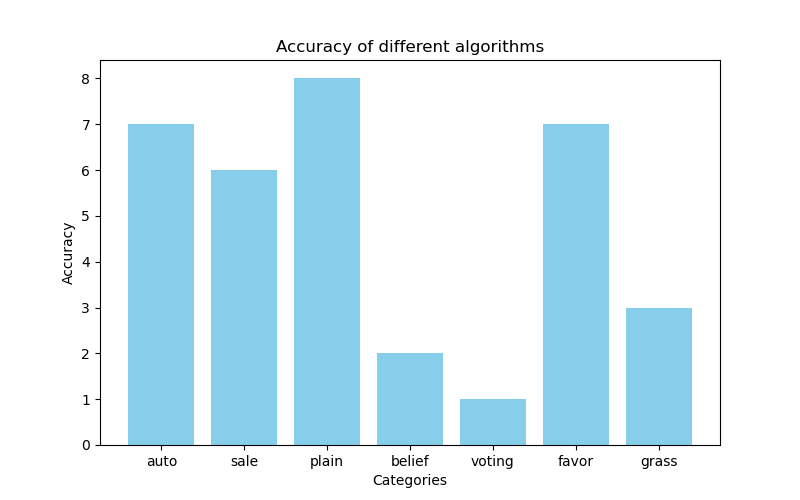 Accuracy of different algorithms
Accuracy
8
7
6
5
4
3
2
1
0
auto sale plain belief voting favor grass
Categories